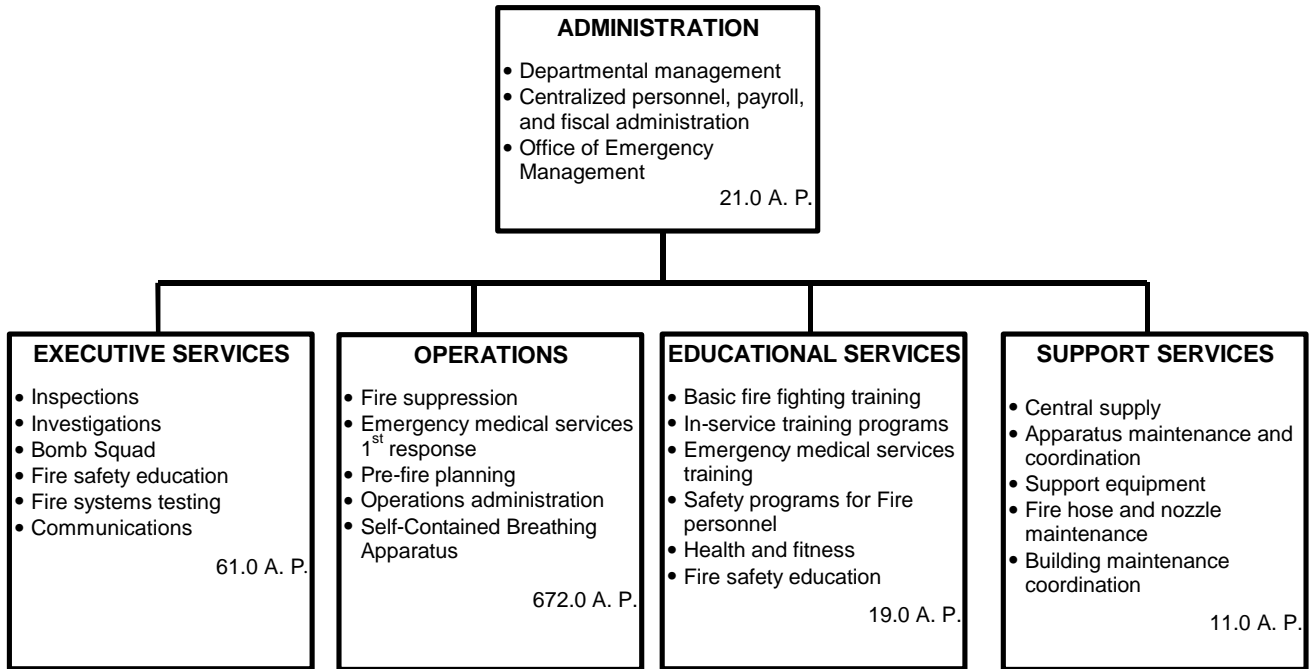 ADMINISTRATION
• Departmental management
• Centralized personnel, payroll,
and fiscal administration
• Office of Emergency
Management
21.0 A. P.
EXECUTIVE SERVICES
• Inspections
• Investigations
• Bomb Squad
• Fire safety education
• Fire systems testing
• Communications
61.0 A. P.
OPERATIONS
• Fire suppression
• Emergency medical services
1st response
• Pre-fire planning
• Operations administration
• Self-Contained Breathing
Apparatus
672.0 A. P.
EDUCATIONAL SERVICES
• Basic fire fighting training
• In-service training programs
• Emergency medical services
training
• Safety programs for Fire
personnel
• Health and fitness
• Fire safety education
19.0 A. P.
SUPPORT SERVICES
• Central supply
• Apparatus maintenance and
coordination
• Support equipment
• Fire hose and nozzle
maintenance
• Building maintenance
coordination
11.0 A. P.